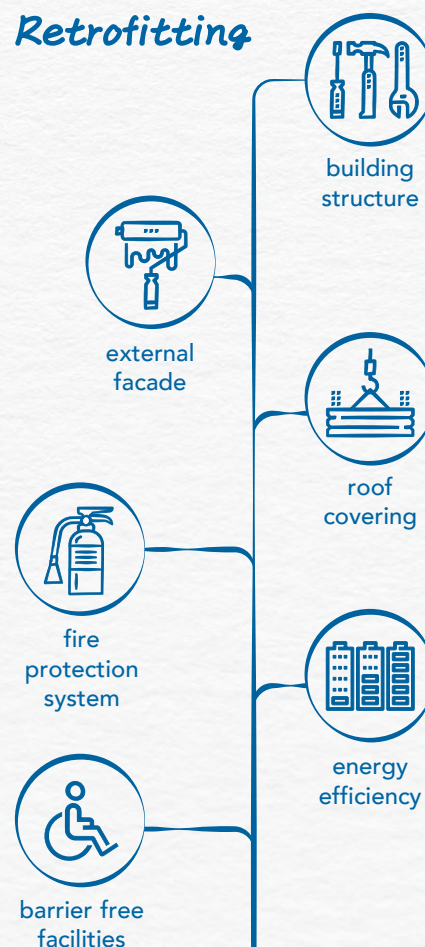 Retrofitting
building
structure
external
facade
roof
covering
fire
protection
system
energy
efficiency
barrier free
facilities